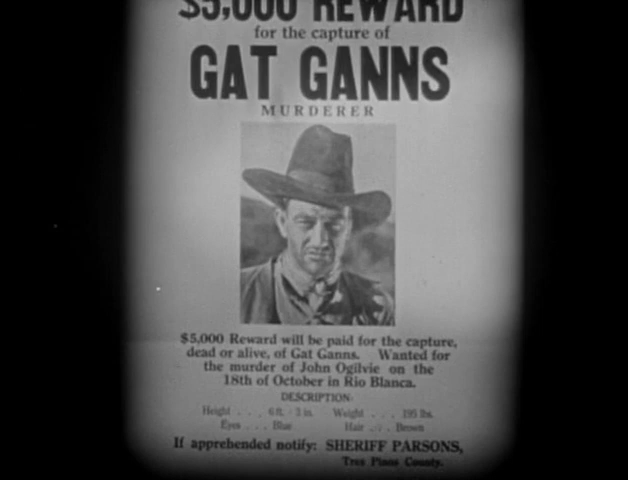 $5,000 REWARD
for the capture of
GAT GANNS
MURDERER
$5,000 Reward will be paid for the capture,
dead or alive, of Gat Ganns. Wanted for
the murder of John Ogilvie on the
18th of October in Rio Blanca.
DESCRIPTION
Height . . . 6 ft. - 3 in. Weight . . . 195 lbs.
Eyes . . . Blue Hair . . . Brown
If apprehended notify: SHERIFF PARSONS,
Tres Pinos County.